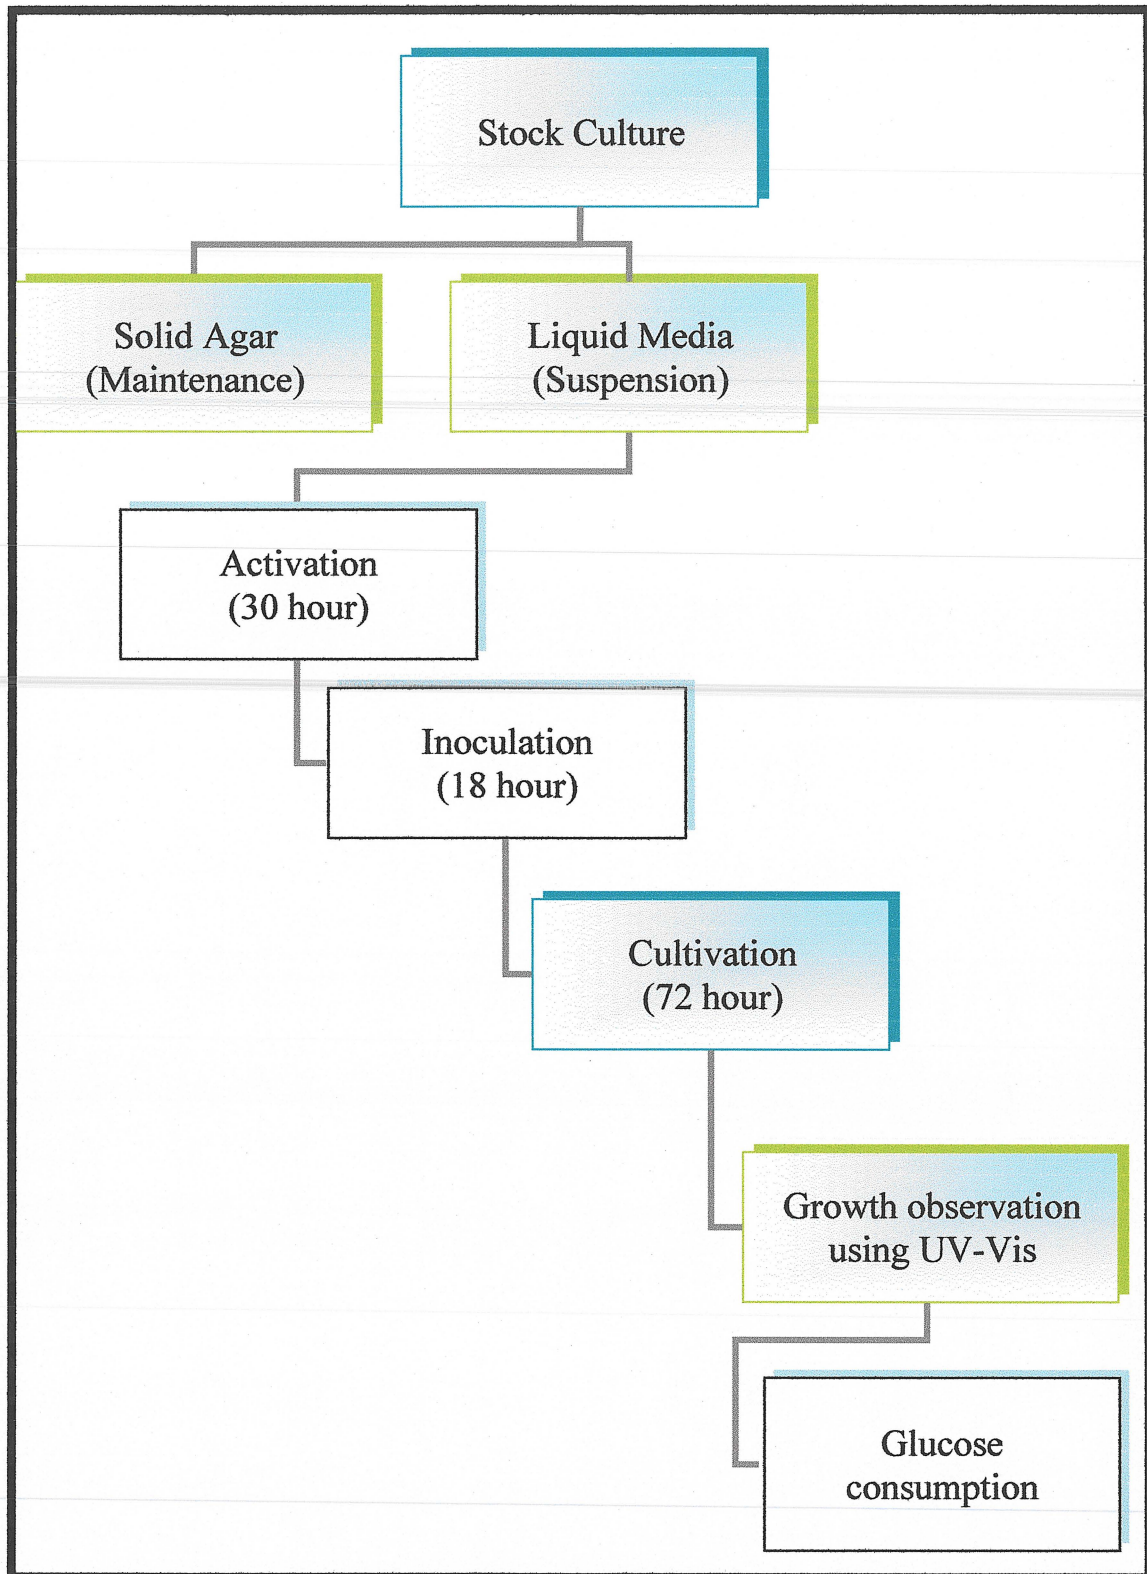 Stock Culture
Solid Agar
(Maintenance)
Liquid Media
(Suspension)
Activation
(30 hour)
Inoculation
(18 hour)
Cultivation
(72 hour)
Growth observation
using UV-Vis
Glucose
consumption